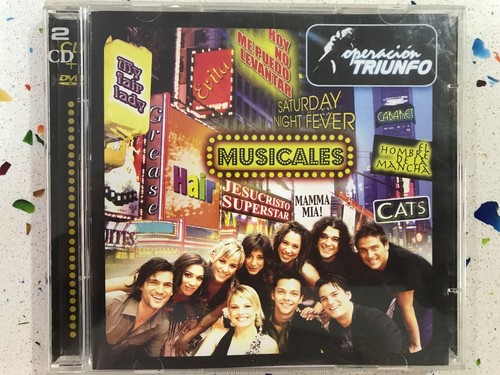 2
CD
+
DVD
My
fair
lady
Evita
HOY
NO
ME PUEDO
LEVANTAR
operación
TRIUNFO
SATURDAY
NIGHT FEVER
CABARET
Grease
MUSICALES
EL
HOMBRE
DE LA
MANCHA
Hair
JESUCRISTO
SUPERSTAR
MAMMA
MIA!
CATS